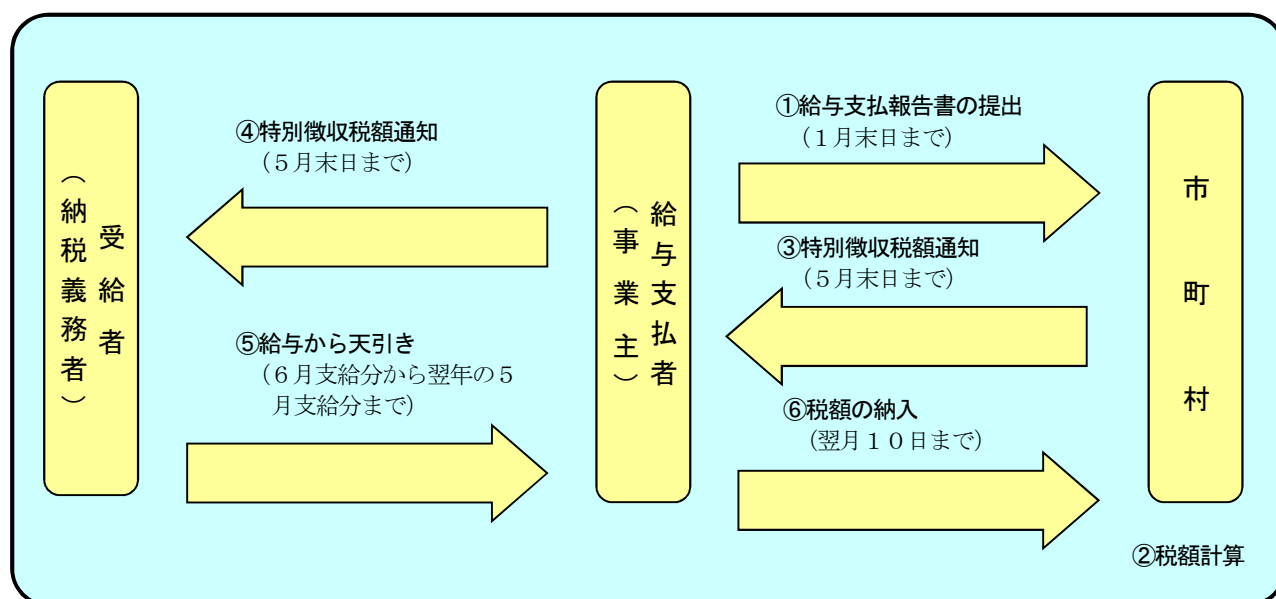 受給者
（納税義務者）
④特別徴収税額通知
（５月末日まで）
⑤給与から天引き
（６月支給分から翌年の５
月支給分まで）
給与支払者
（事業主）
①給与支払報告書の提出
（１月末日まで）
③特別徴収税額通知
（５月末日まで）
⑥税額の納入
（翌月１０日まで）
市町村
②税額計算